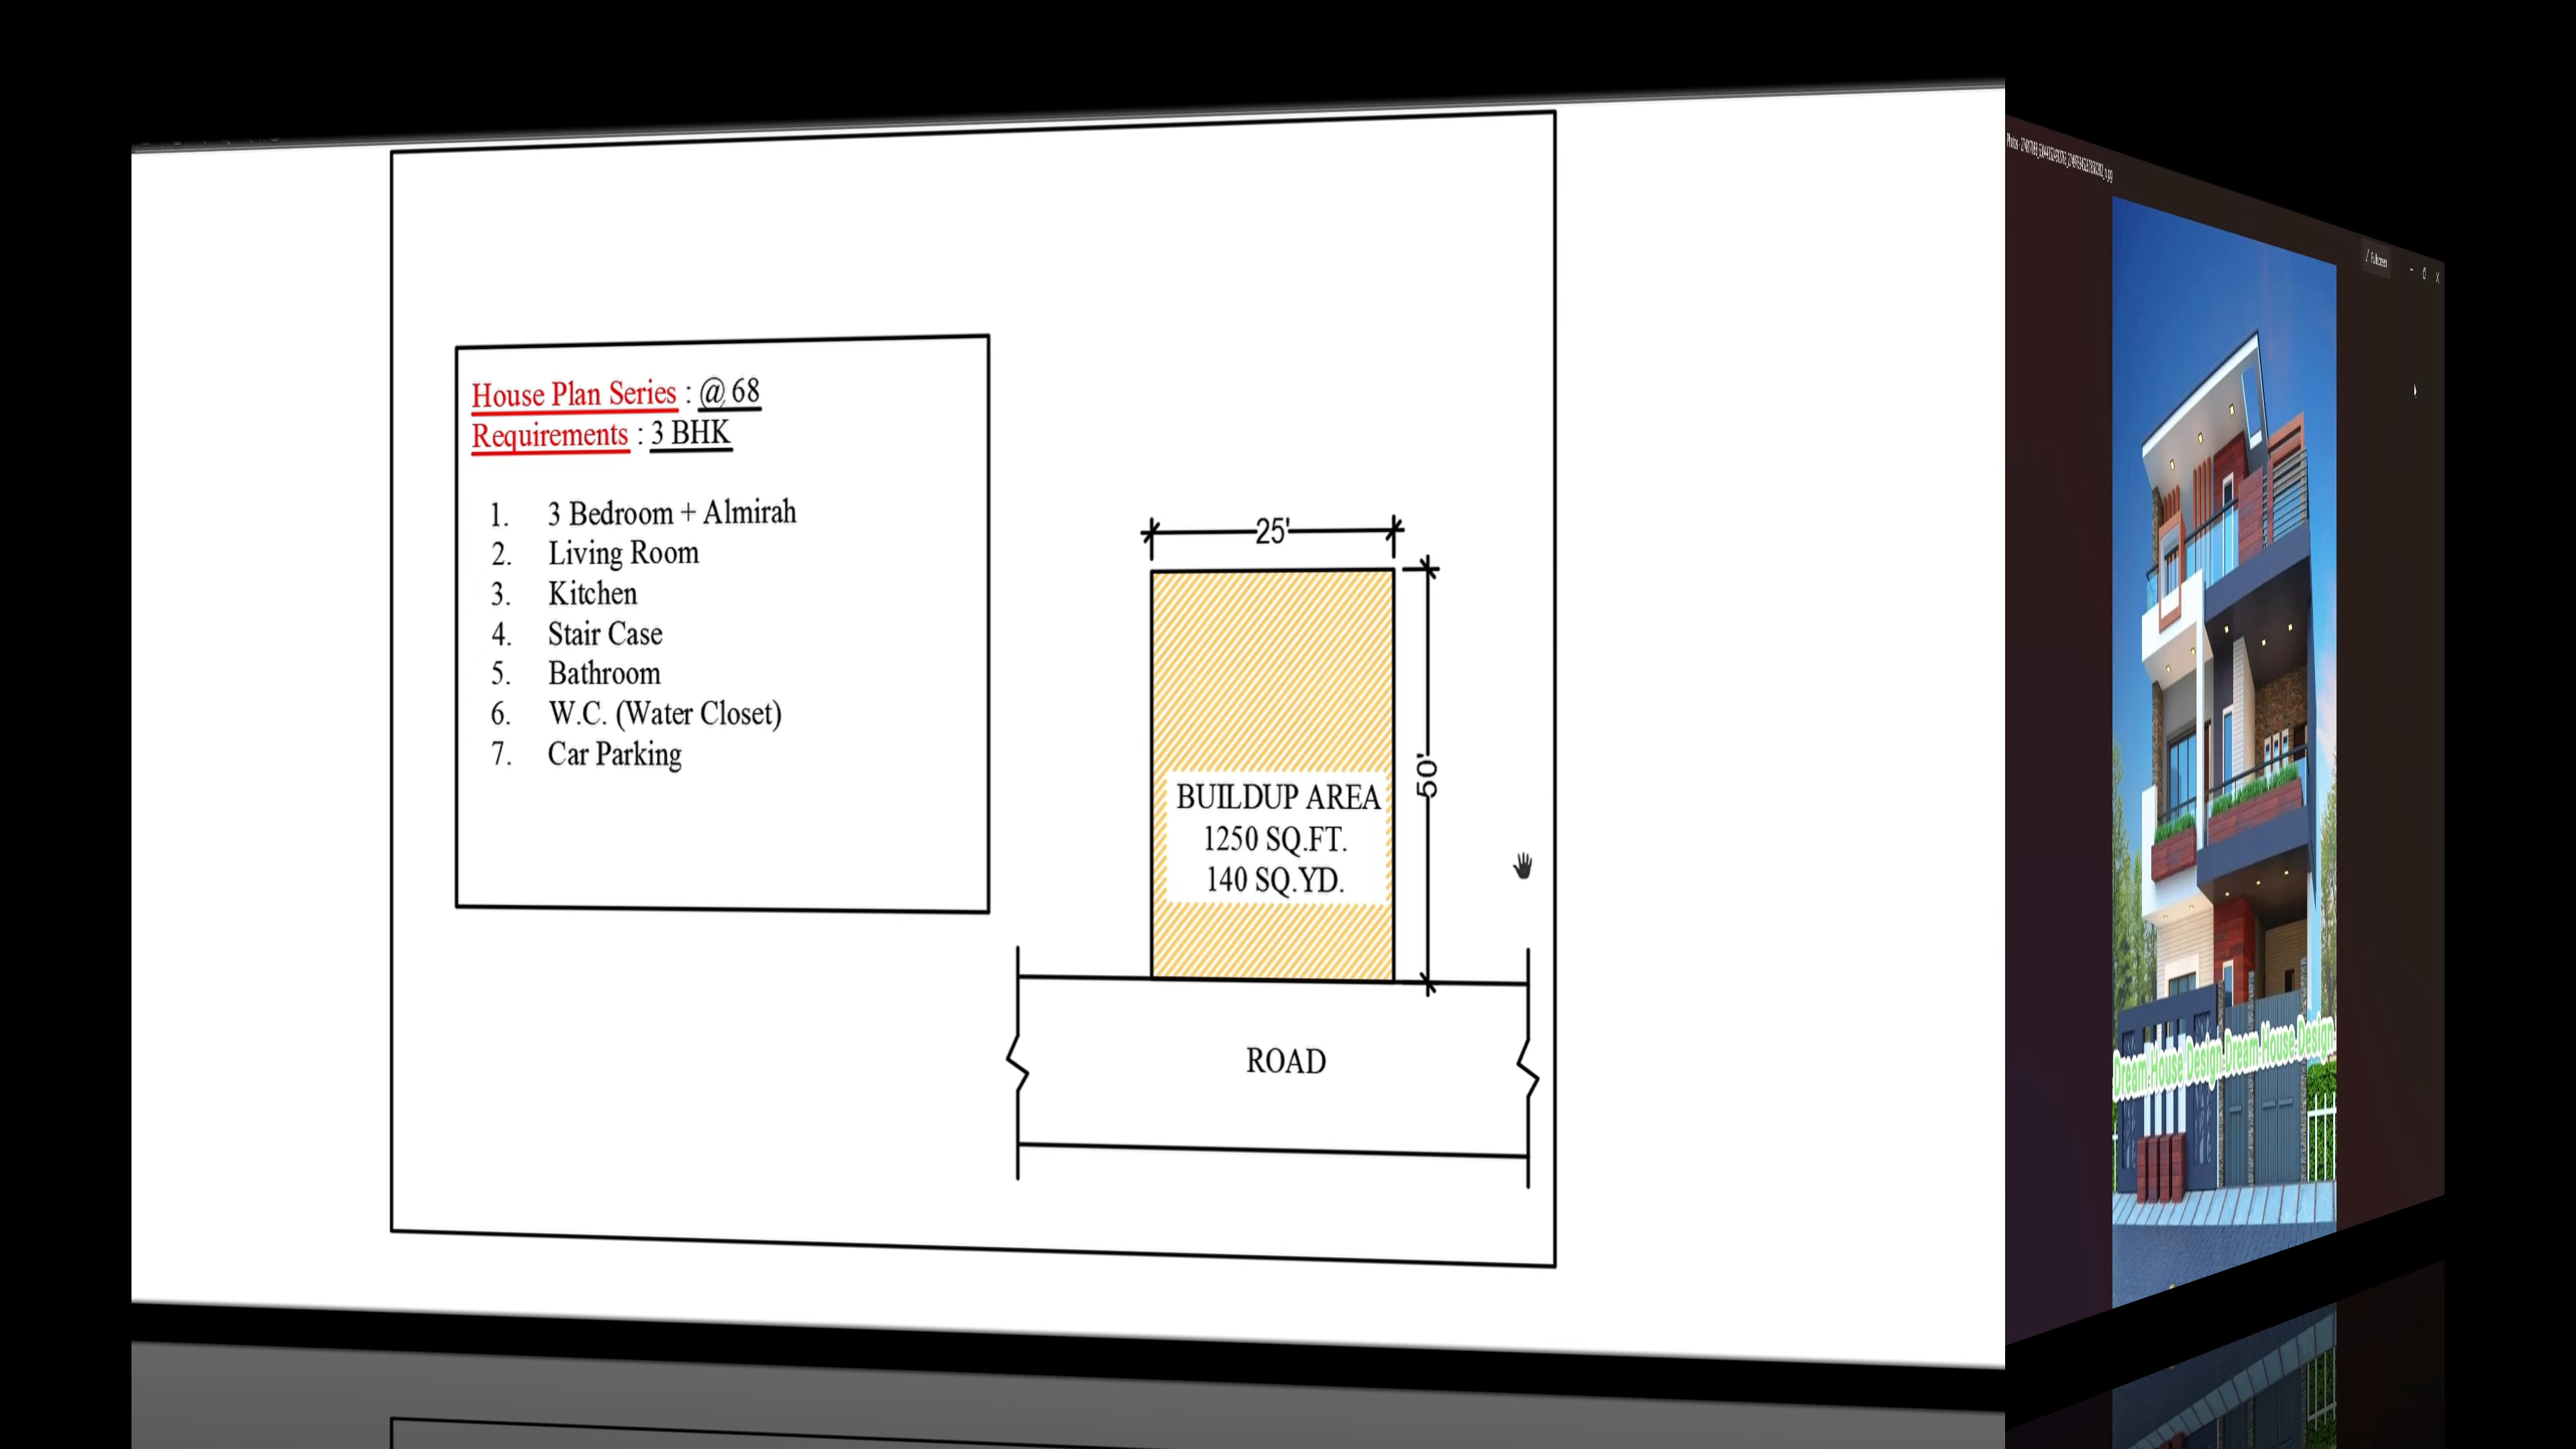 House Plan Series : @ 68
Requirements : 3 BHK
1. 3 Bedroom + Almirah
2. Living Room
3. Kitchen
4. Stair Case
5. Bathroom
6. W.C. (Water Closet)
7. Car Parking
25'
50'
BUILDUP AREA
1250 SQ.FT.
140 SQ.YD.
ROAD
Fullscreen
Dream House Design Dream House Design